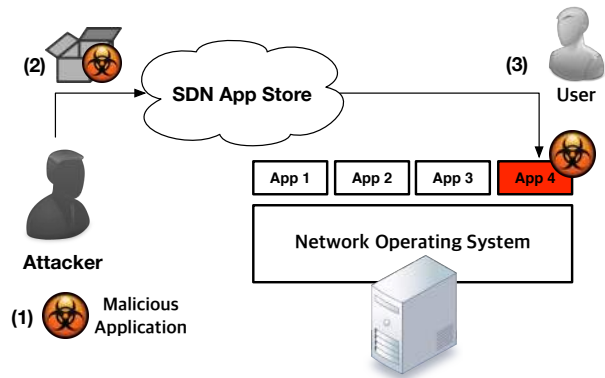 (2)
SDN App Store
(3)
User
App 1
App 2
App 3
App 4
Network Operating System
Attacker
(1)
Malicious
Application